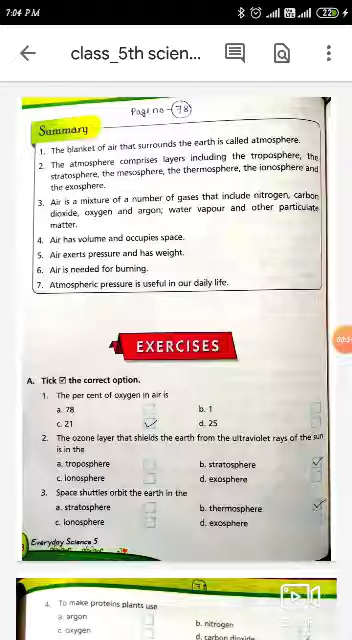 7:04 PM
22
class_5th scien...
Page no - 78
Summary
1. The blanket of air that surrounds the earth is called atmosphere.
2. The atmosphere comprises layers including the troposphere, the
stratosphere, the mesosphere, the thermosphere, the ionosphere and
the exosphere.
3. Air is a mixture of a number of gases that include nitrogen, carbon
dioxide, oxygen and argon; water vapour and other particulate
matter.
4. Air has volume and occupies space.
5. Air exerts pressure and has weight.
6. Air is needed for burning.
7. Atmospheric pressure is useful in our daily life.
EXERCISES
A. Tick ☑ the correct option.
1. The per cent of oxygen in air is
a. 78 b. 1
c. 21 d. 25
2. The ozone layer that shields the earth from the ultraviolet rays of the sun
is in the
a. troposphere b. stratosphere
c. ionosphere d. exosphere
3. Space shuttles orbit the earth in the
a. stratosphere b. thermosphere
c. ionosphere d. exosphere
Everyday Science 5
4. To make proteins plants use
a. argon b. nitrogen
c. oxygen d. carbon dioxide